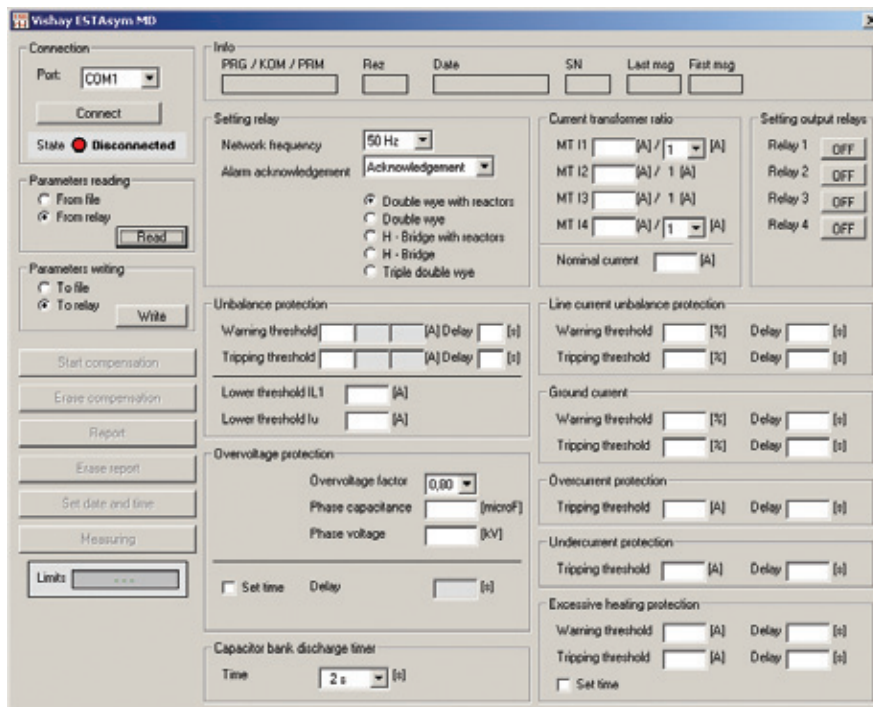 Vishay ESTAsym MD
Connection
Port: COM1
Connect
State Disconnected
Parameters reading
From file
From relay
Read
Parameters writing
To file
To relay
Write
Start compensation
Erase compensation
Report
Erase report
Set date and time
Measuring
Limits ---
Info
PRG / KOM / PRM Rez Date SN Last msg First msg
Setting relay
Network frequency 50 Hz
Alarm acknowledgement Acknowledgement
Double wye with reactors
Double wye
H - Bridge with reactors
H - Bridge
Triple double wye
Current transformer ratio
MT I1 [A] / 1 [A]
MT I2 [A] / 1 [A]
MT I3 [A] / 1 [A]
MT I4 [A] / 1 [A]
Nominal current [A]
Setting output relays
Relay 1 OFF
Relay 2 OFF
Relay 3 OFF
Relay 4 OFF
Unbalance protection
Warning threshold [A] Delay [s]
Tripping threshold [A] Delay [s]
Lower threshold IL1 [A]
Lower threshold Iu [A]
Overvoltage protection
Overvoltage factor 0,80
Phase capacitance [microF]
Phase voltage [kV]
Set time Delay [s]
Capacitor bank discharge timer
Time 2 s [s]
Line current unbalance protection
Warning threshold [%] Delay [s]
Tripping threshold [%] Delay [s]
Ground current
Warning threshold [%] Delay [s]
Tripping threshold [%] Delay [s]
Overcurrent protection
Tripping threshold [A] Delay [s]
Undercurrent protection
Tripping threshold [A] Delay [s]
Excessive heating protection
Warning threshold [A] Delay [s]
Tripping threshold [A] Delay [s]
Set time